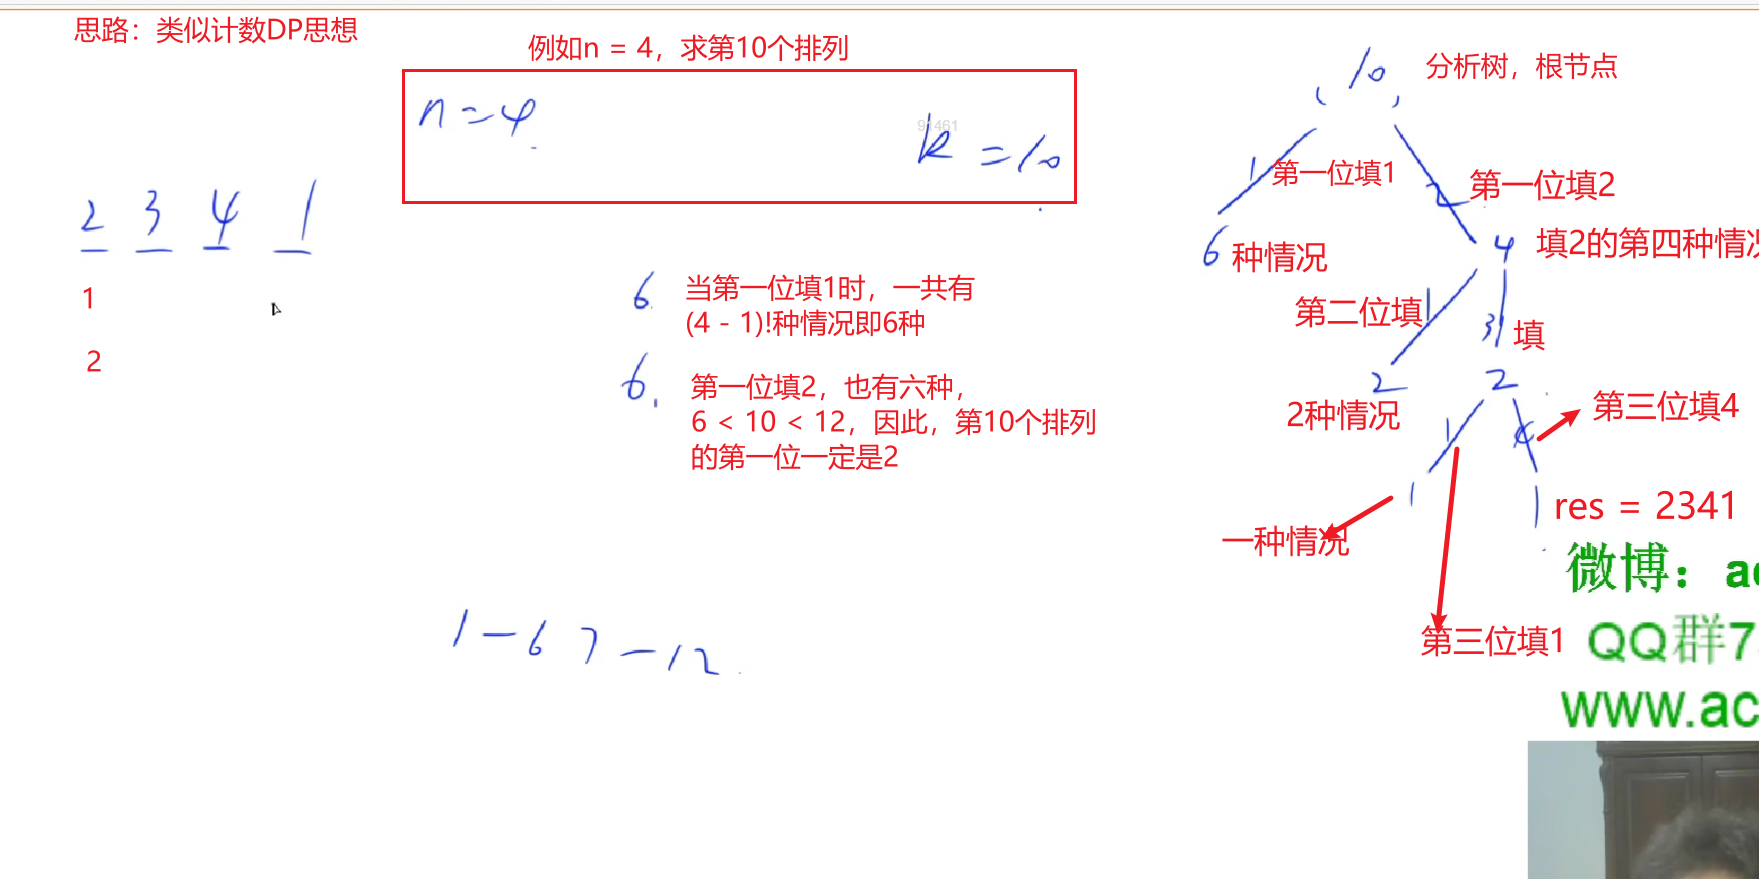 思路：类似计数DP思想
例如n = 4，求第10个排列
n = 4
91461
k = 10
2 3 4 1
1
2
6
当第一位填1时，一共有
(4 - 1)!种情况即6种
6.
第一位填2，也有六种，
6 < 10 < 12，因此，第10个排列
的第一位一定是2
1 - 6 7 - 12
10
分析树，根节点
1
第一位填1
2
第一位填2
6
种情况
4
填2的第四种情况
第二位填
1
3
填
2
2种情况
2
1
4
第三位填4
1
一种情况
1
res = 2341
第三位填1
微博：ac
QQ群7
www.ac